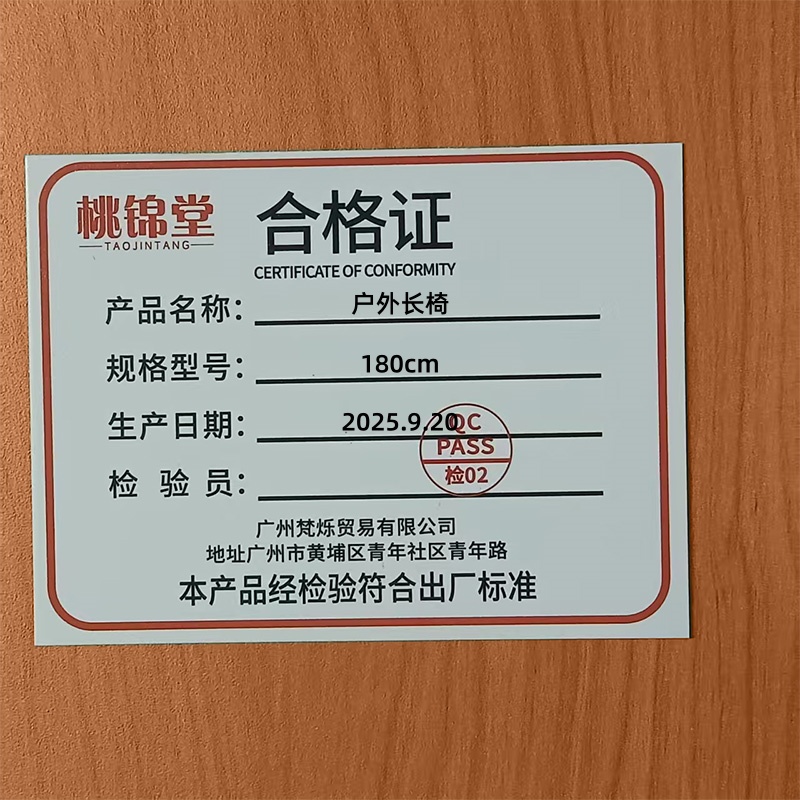 桃锦堂
TAOJINTANG
合格证
CERTIFICATE OF CONFORMITY
产品名称： 户外长椅
规格型号： 180cm
生产日期： 2025.9.20
QC
PASS
检02
检 验 员：
广州梵烁贸易有限公司
地址广州市黄埔区青年社区青年路
本产品经检验符合出厂标准